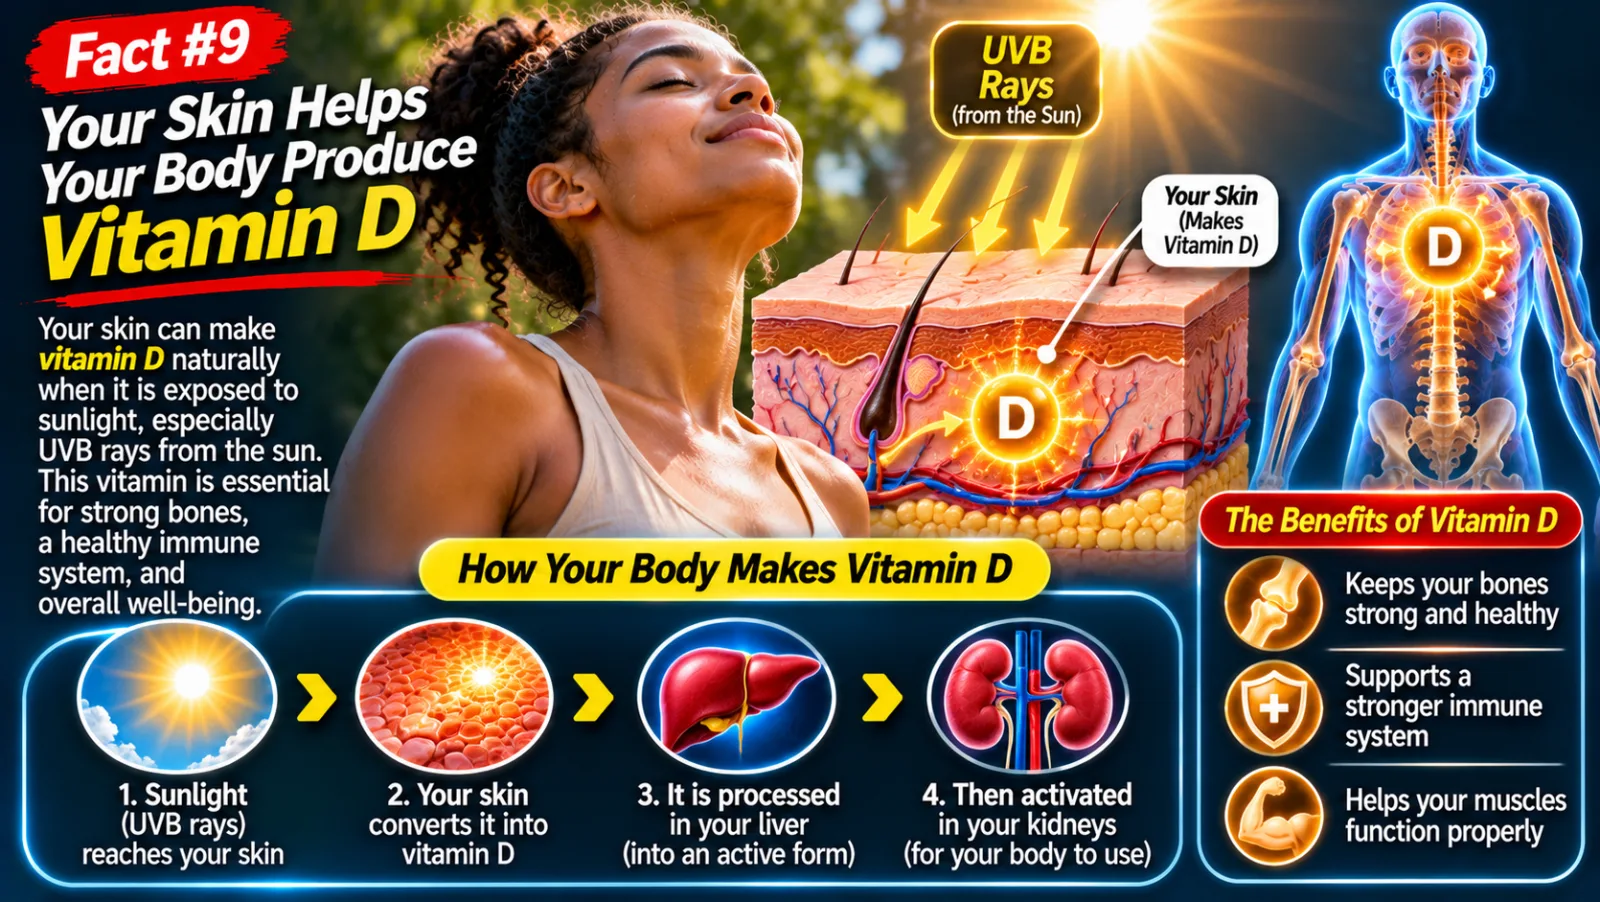 Fact #9
Your Skin Helps
Your Body Produce
Vitamin D
Your skin can make
vitamin D naturally
when it is exposed to
sunlight, especially
UVB rays from the sun.
This vitamin is essential
for strong bones,
a healthy immune
system, and
overall well-being.
UVB
Rays
(from the Sun)
Your Skin
(Makes
Vitamin D)
D
D
How Your Body Makes Vitamin D
1. Sunlight
(UVB rays)
reaches your skin
2. Your skin
converts it into
vitamin D
3. It is processed
in your liver
(into an active form)
4. Then activated
in your kidneys
(for your body to use)
The Benefits of Vitamin D
Keeps your bones
strong and healthy
Supports a
stronger immune
system
Helps your muscles
function properly